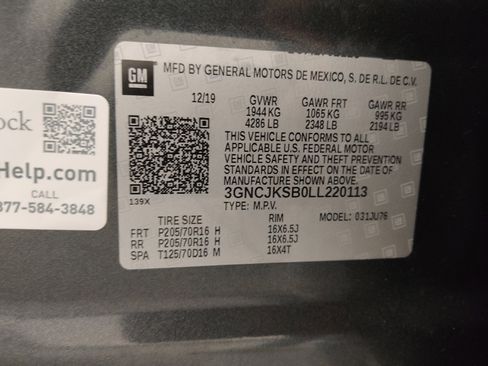 GM
MFD BY GENERAL MOTORS DE MEXICO, S. DE R.L. DE C.V.
12/19 GVWR GAWR FRT GAWR RR
1944 KG 1065 KG 995 KG
4286 LB 2348 LB 2194 LB
THIS VEHICLE CONFORMS TO ALL
APPLICABLE U.S. FEDERAL MOTOR
VEHICLE SAFETY AND THEFT PREVENTION
STANDARDS IN EFFECT ON THE DATE OF
MANUFACTURE SHOWN ABOVE.
139X
3GNCJKSB0LL220113
TYPE: M.P.V. MODEL: 031JU76
TIRE SIZE RIM
FRT P205/70R16 H 16X6.5J
RR P205/70R16 H 16X6.5J
SPA T125/70D16 M 16X4T
ock
Help.com
CALL
877-584-3848